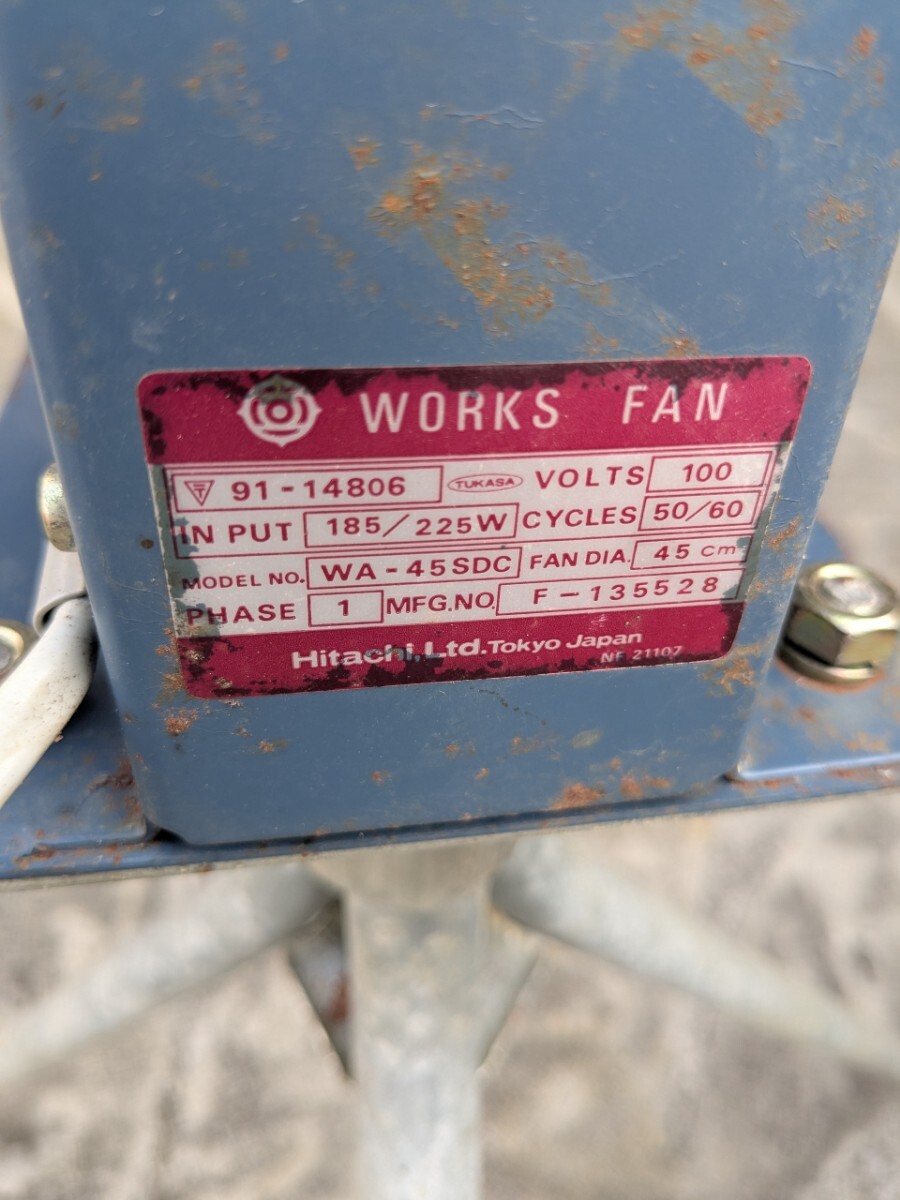 WORKS FAN
〒 91-14806 TUKASA VOLTS 100
IN PUT 185/225W CYCLES 50/60
MODEL NO. WA-45SDC FAN DIA. 45 cm
PHASE 1 MFG.NO. F-135528
Hitachi, Ltd. Tokyo Japan
NF 21107